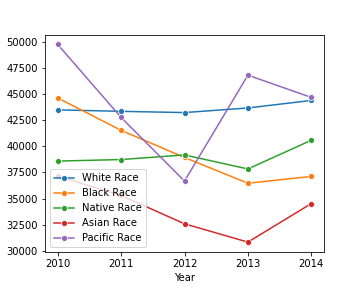 50000
47500
45000
42500
40000
37500
35000
32500
30000
White Race
Black Race
Native Race
Asian Race
Pacific Race
2010 2011 2012 2013 2014
Year